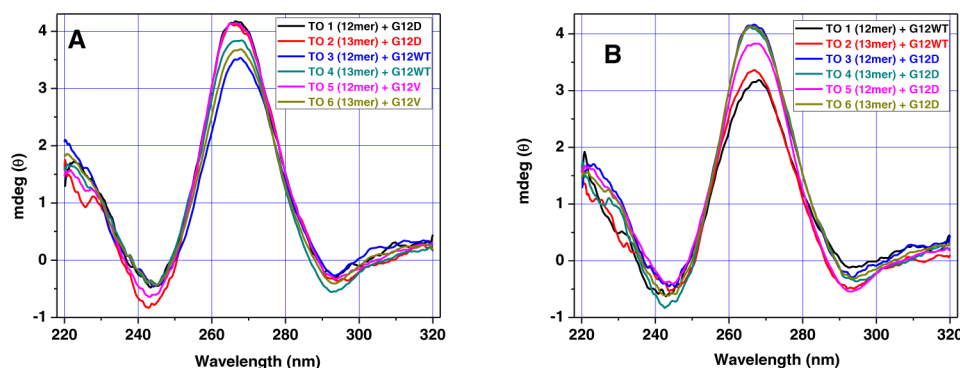 A
TO 1 (12mer) + G12D
TO 2 (13mer) + G12D
TO 3 (12mer) + G12WT
TO 4 (13mer) + G12WT
TO 5 (12mer) + G12V
TO 6 (13mer) + G12V
mdeg (θ)
4
3
2
1
0
-1
220 240 260 280 300 320
Wavelength (nm)
B
TO 1 (12mer) + G12WT
TO 2 (13mer) + G12WT
TO 3 (12mer) + G12D
TO 4 (13mer) + G12D
TO 5 (12mer) + G12D
TO 6 (13mer) + G12D
mdeg (θ)
4
3
2
1
0
-1
220 240 260 280 300 320
Wavelength (nm)